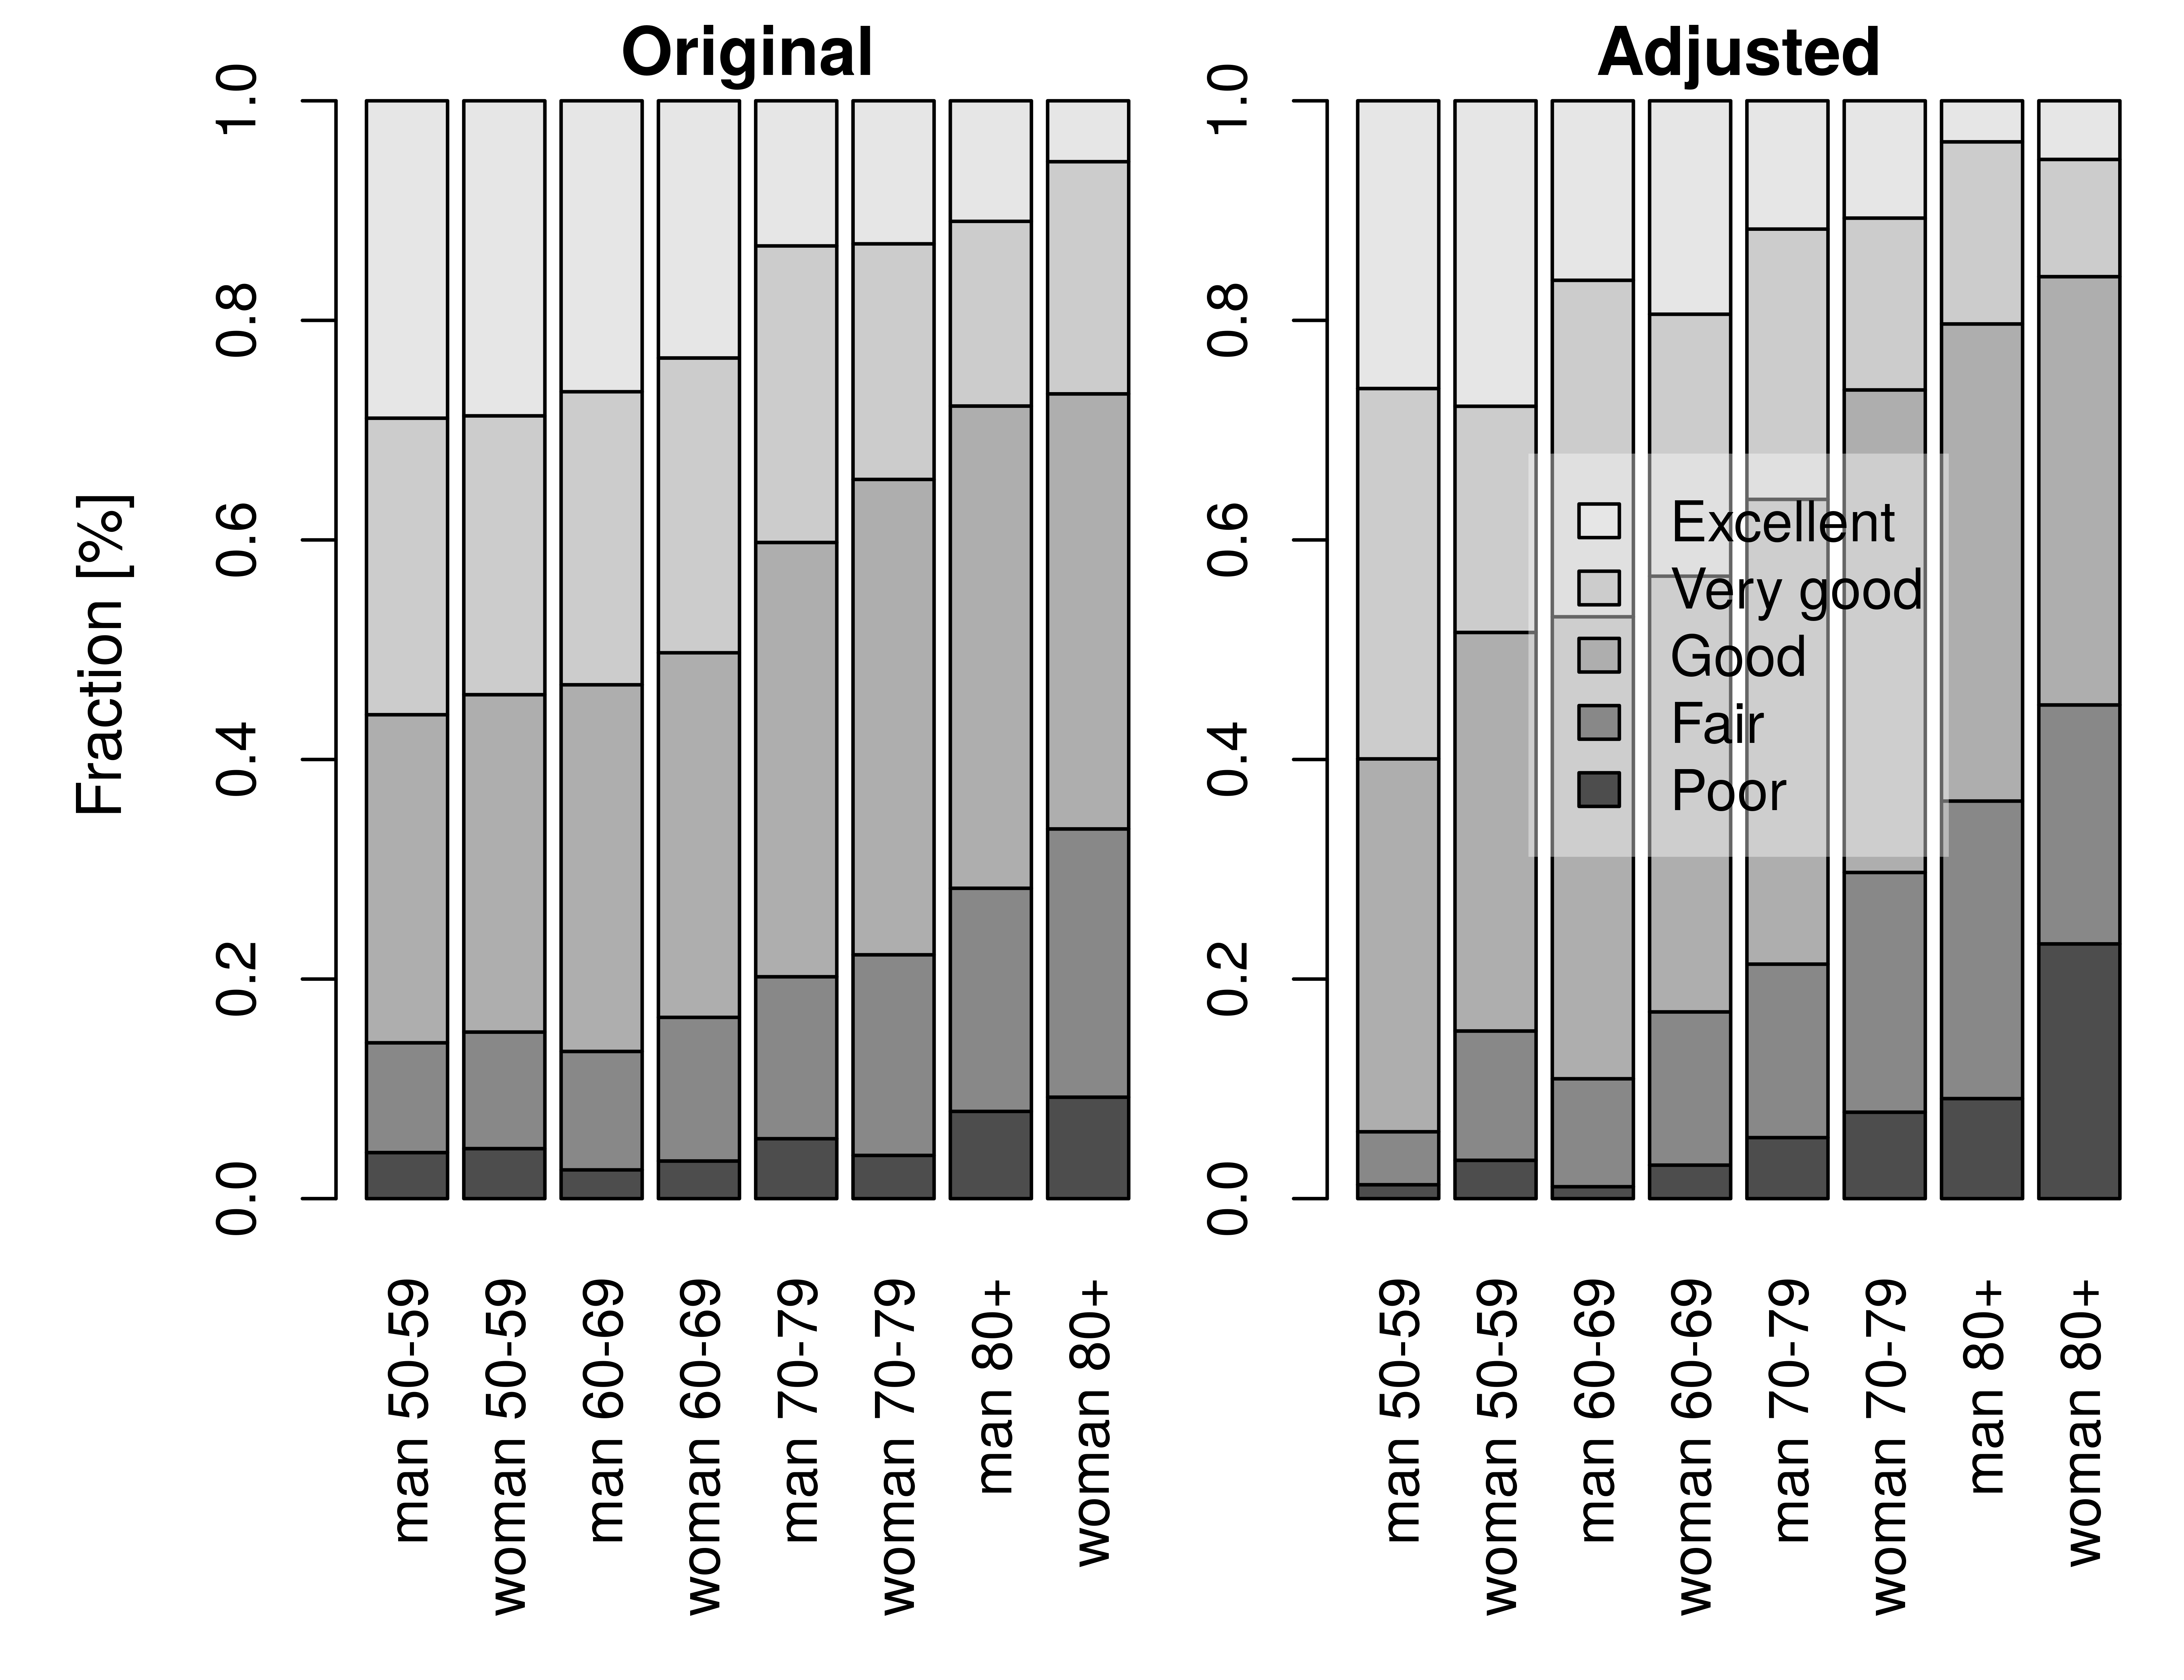 Original
Fraction [%]
1.0
0.8
0.6
0.4
0.2
0.0
man 50-59
woman 50-59
man 60-69
woman 60-69
man 70-79
woman 70-79
man 80+
woman 80+
Adjusted
1.0
0.8
0.6
0.4
0.2
0.0
Excellent
Very good
Good
Fair
Poor
man 50-59
woman 50-59
man 60-69
woman 60-69
man 70-79
woman 70-79
man 80+
woman 80+